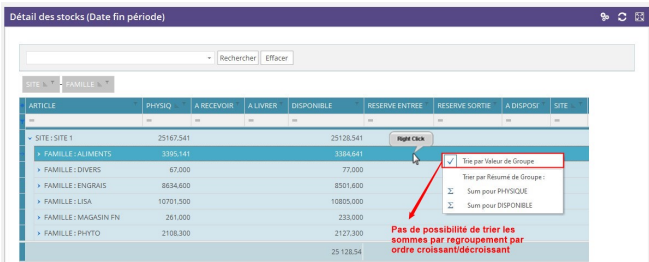 Détail des stocks (Date fin période)
Rechercher Effacer
SITE FAMILLE
ARTICLE PHYSIQ A RECEVOIR A LIVRER DISPONIBLE RESERVE ENTREE RESERVE SORTIE A DISPOSI SITE
= = = = = = = = =
SITE : SITE 1 25167,541 25128,541
FAMILLE : ALIMENTS 3395,141 3384,641
FAMILLE : DIVERS 67,000 77,000
FAMILLE : ENGRAIS 8634,600 8501,600
FAMILLE : LISA 10701,500 10805,000
FAMILLE : MAGASIN FN 261,000 233,000
FAMILLE : PHYTO 2108,300 2127,300
25 128,54
Right Click
Trie par Valeur de Groupe
Trier par Résumé de Groupe :
Σ Sum pour PHYSIQUE
Σ Sum pour DISPONIBLE
Pas de possibilité de trier les
sommes par regroupement par
ordre croissant/décroissant